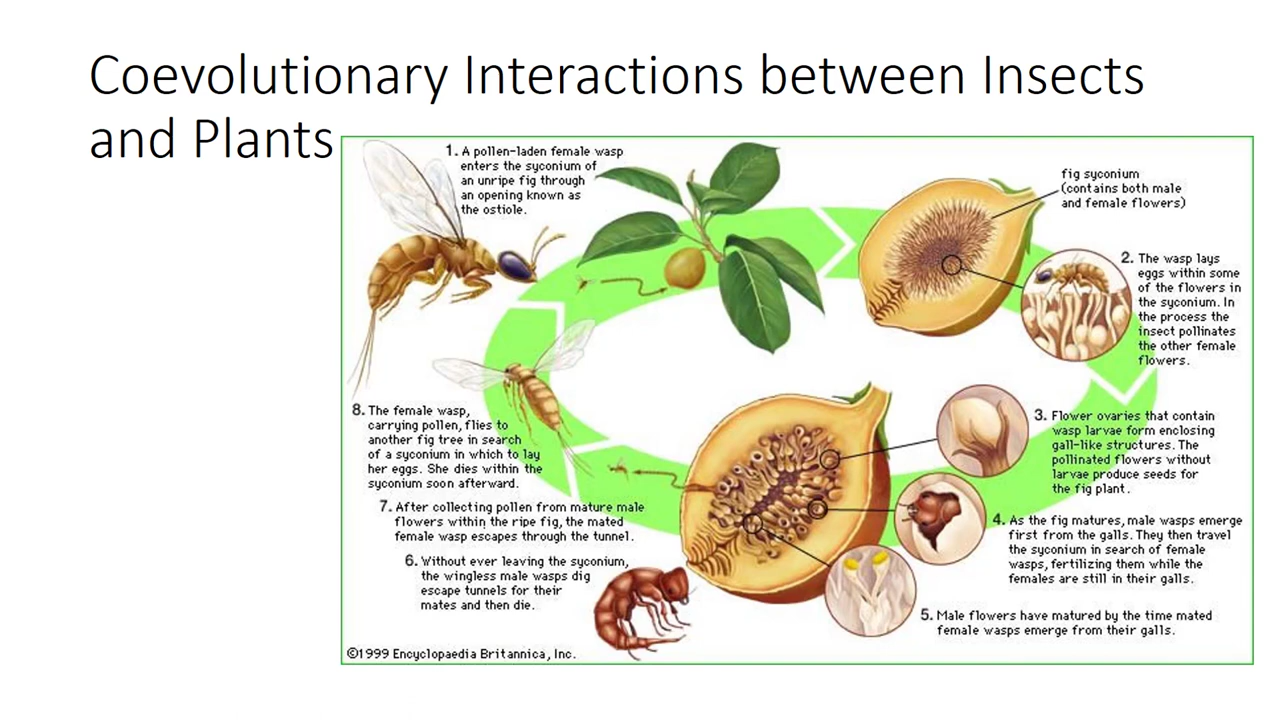 Coevolutionary Interactions between Insects
and Plants
1. A pollen-laden female wasp
enters the syconium of
an unripe fig through
an opening known as
the ostiole.
fig syconium
(contains both male
and female flowers)
2. The wasp lays
eggs within some
of the flowers in
the syconium. In
the process the
insect pollinates
the other female
flowers.
3. Flower ovaries that contain
wasp larvae form enclosing
gall-like structures. The
pollinated flowers without
larvae produce seeds for
the fig plant.
4. As the fig matures, male wasps emerge
first from the galls. They then travel
the syconium in search of female
wasps, fertilizing them while the
females are still in their galls.
5. Male flowers have matured by the time mated
female wasps emerge from their galls.
6. Without ever leaving the syconium,
the wingless male wasps dig
escape tunnels for their
mates and then die.
7. After collecting pollen from mature male
flowers within the ripe fig, the mated
female wasp escapes through the tunnel.
8. The female wasp,
carrying pollen, flies to
another fig tree in search
of a syconium in which to lay
her eggs. She dies within the
syconium soon afterward.
©1999 Encyclopaedia Britannica, Inc.